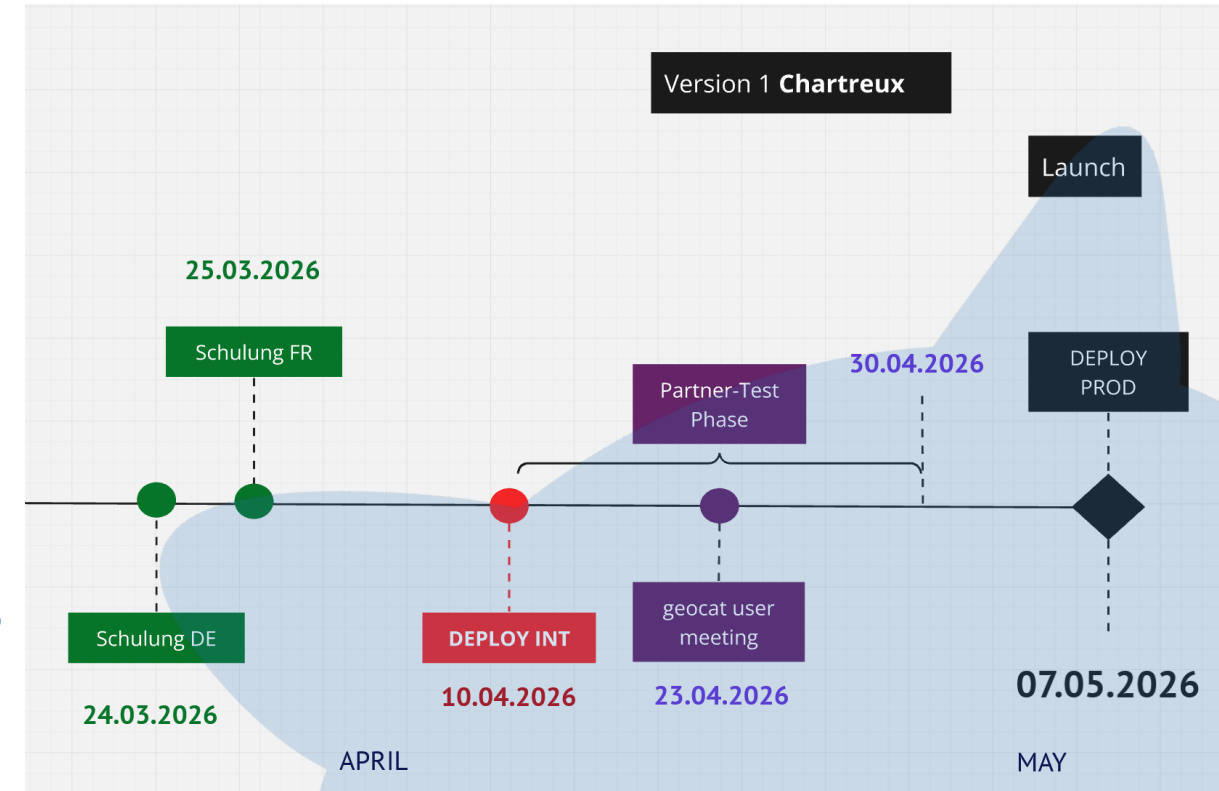 Version 1 Chartreux
Launch
25.03.2026
Schulung FR
30.04.2026
DEPLOY
PROD
Partner-Test
Phase
geocat user
meeting
Schulung DE
DEPLOY INT
07.05.2026
10.04.2026
23.04.2026
24.03.2026
APRIL
MAY